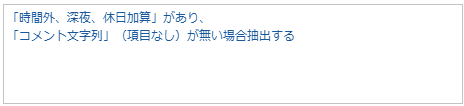 「時間外、深夜、休日加算」があり、
「コメント文字列」（項目なし）が無い場合抽出する